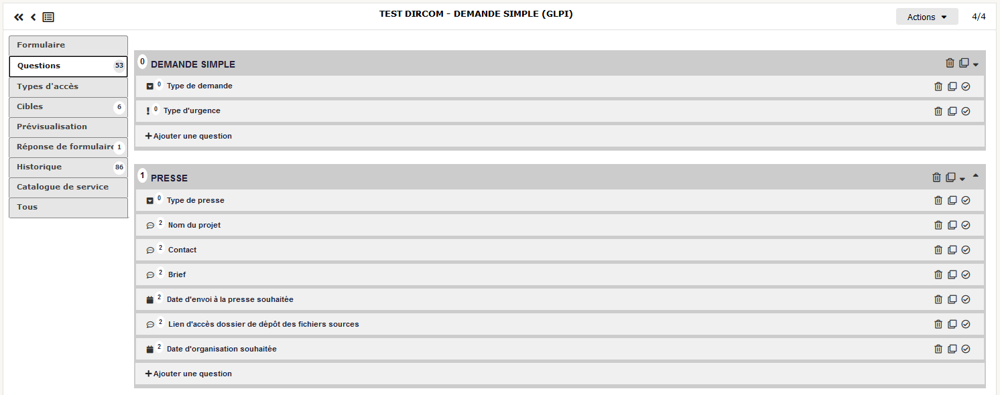 TEST DIRCOM - DEMANDE SIMPLE (GLPI)
Actions
4/4
Formulaire
Questions 53
Types d'accès
Cibles 6
Prévisualisation
Réponse de formulaire 1
Historique 86
Catalogue de service
Tous
0 DEMANDE SIMPLE
0 Type de demande
0 Type d'urgence
+Ajouter une question
1 PRESSE
0 Type de presse
2 Nom du projet
2 Contact
2 Brief
2 Date d'envoi à la presse souhaitée
2 Lien d'accès dossier de dépôt des fichiers sources
2 Date d'organisation souhaitée
+Ajouter une question